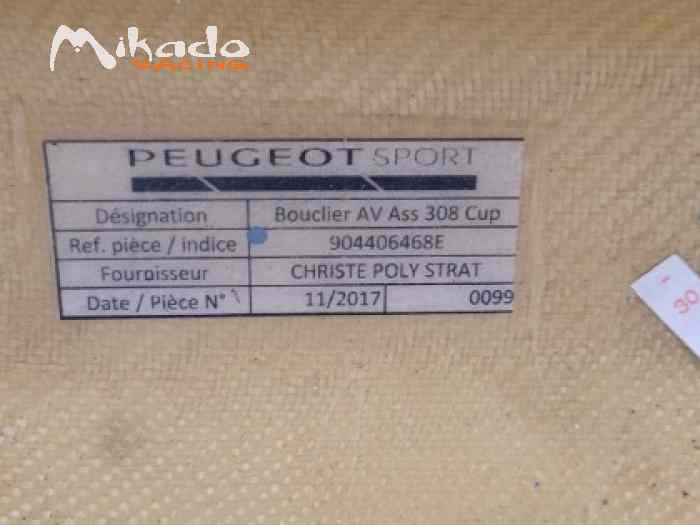 Mikado
RACING
PEUGEOT SPORT
Désignation Bouclier AV Ass 308 Cup
Ref. pièce / indice 904406468E
Fournisseur CHRISTE POLY STRAT
Date / Pièce N° 11/2017 0099
30